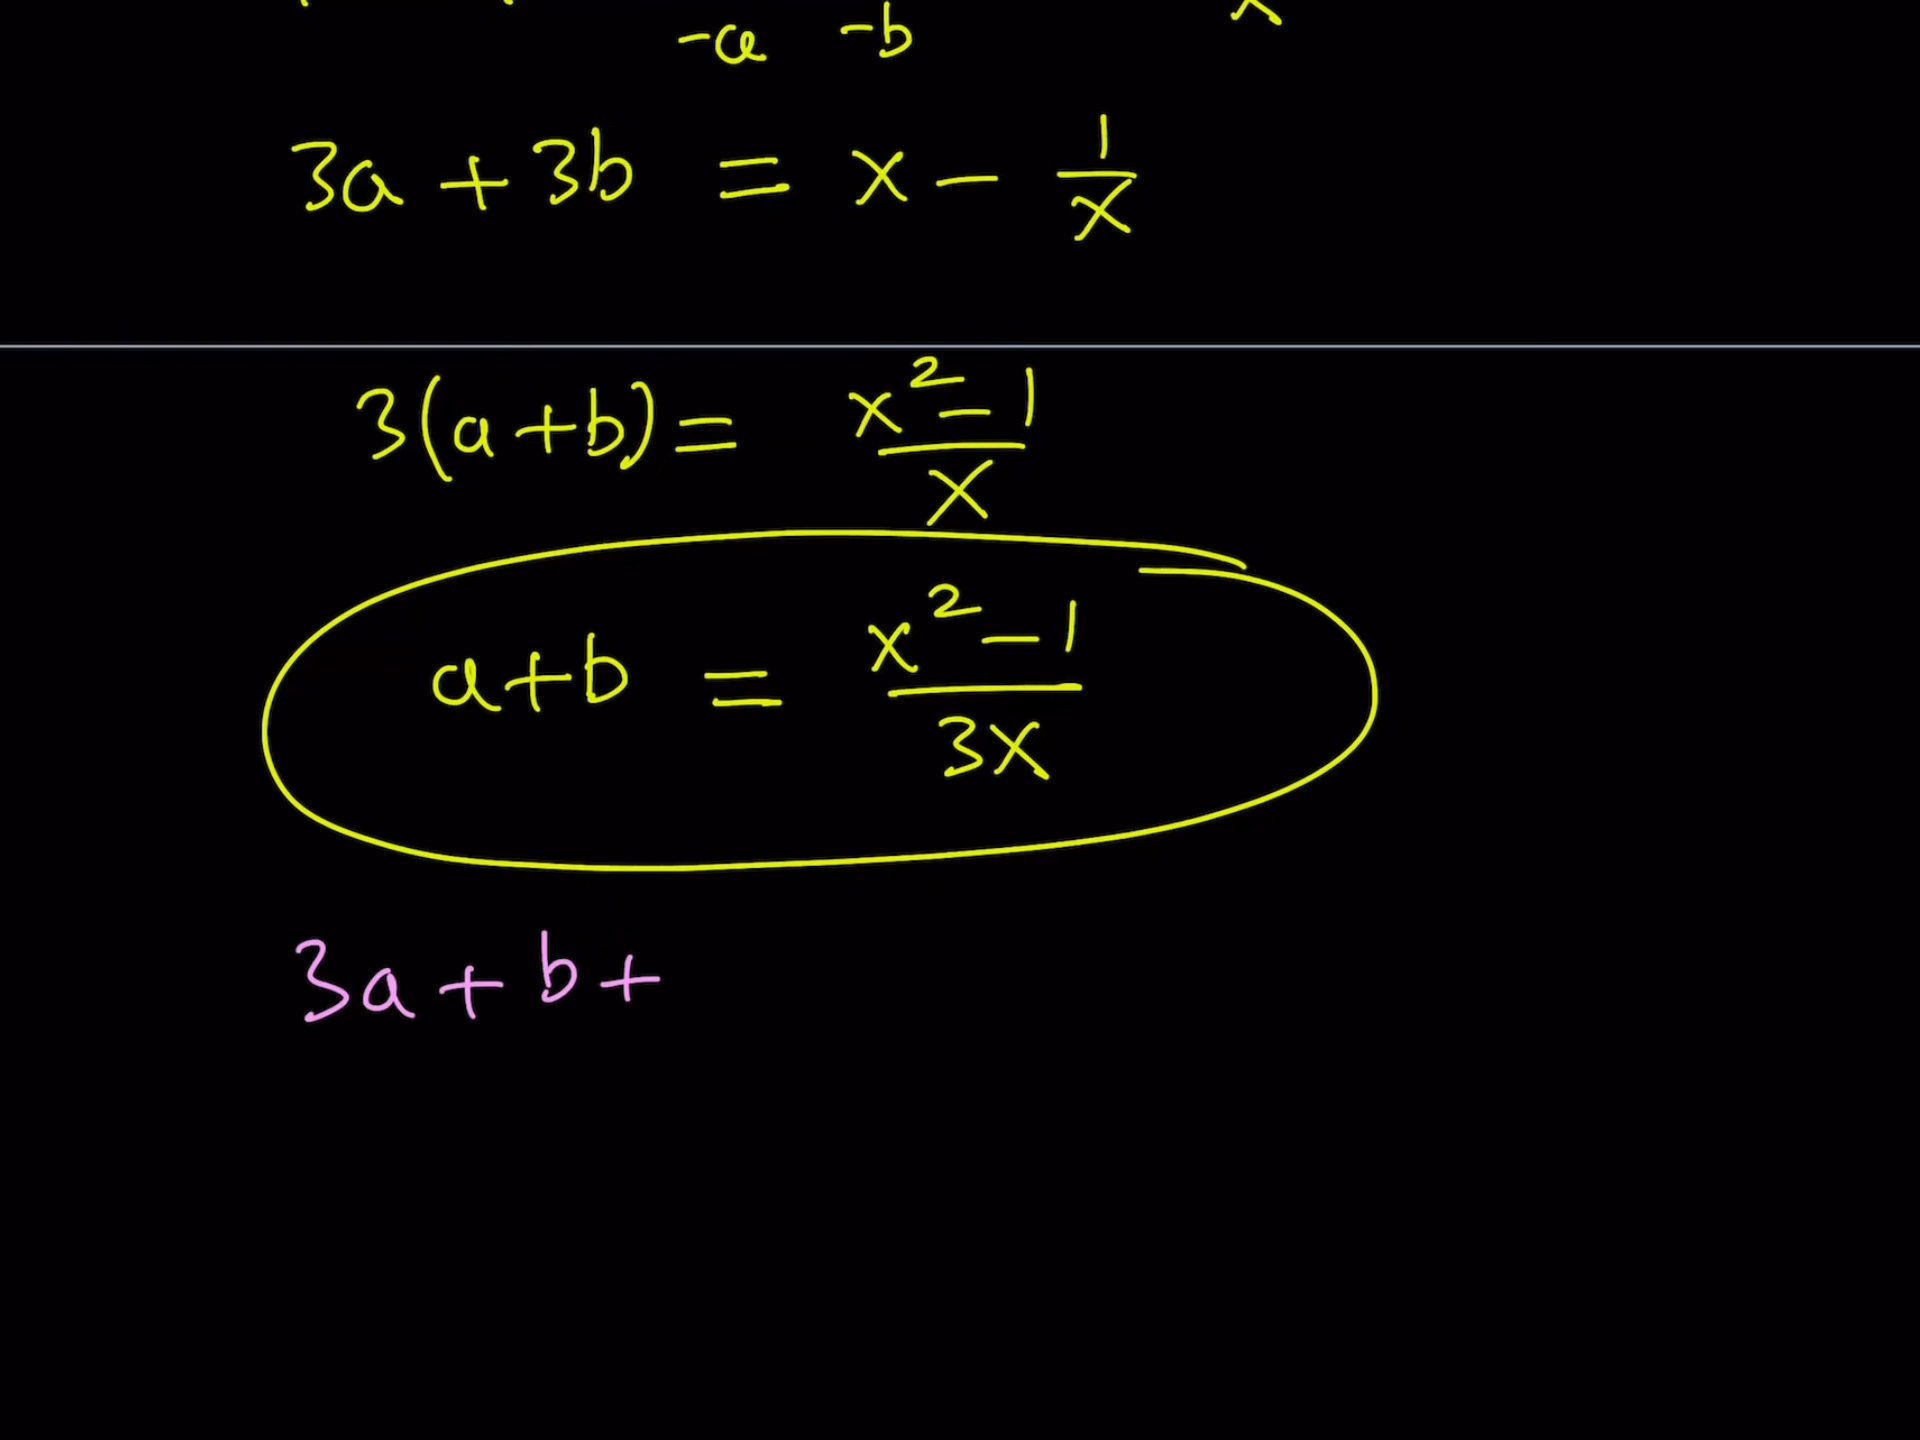 -a -b
3a + 3b = x - 1/x
3(a+b) = x² - 1 / x
a+b = x² - 1 / 3x
3a + b +